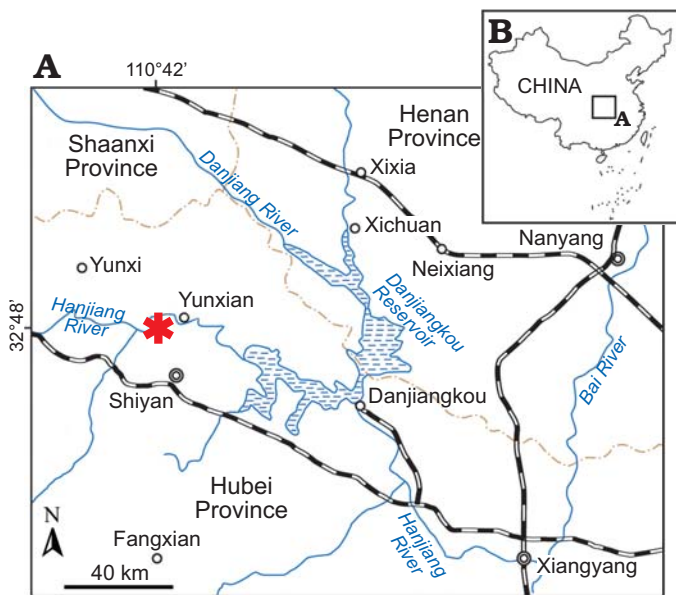 A
110°42'
B
CHINA
A
Henan
Province
Shaanxi
Province
Danjiang River
Xixia
Xichuan
Neixiang
Nanyang
Yunxi
Yunxian
Hanjiang
River
Danjiangkou
Reservoir
32°48'
Bai River
Shiyan
Danjiangkou
Hubei
Province
N
Fangxian
Hanjiang
River
Xiangyang
40 km